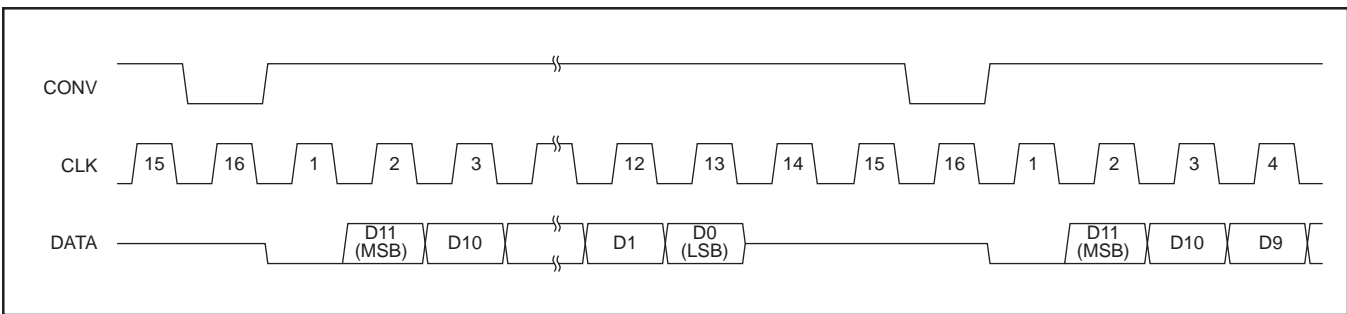 CONV
CLK 15 16 1 2 3 12 13 14 15 16 1 2 3 4
DATA D11 (MSB) D10 D1 D0 (LSB) D11 (MSB) D10 D9